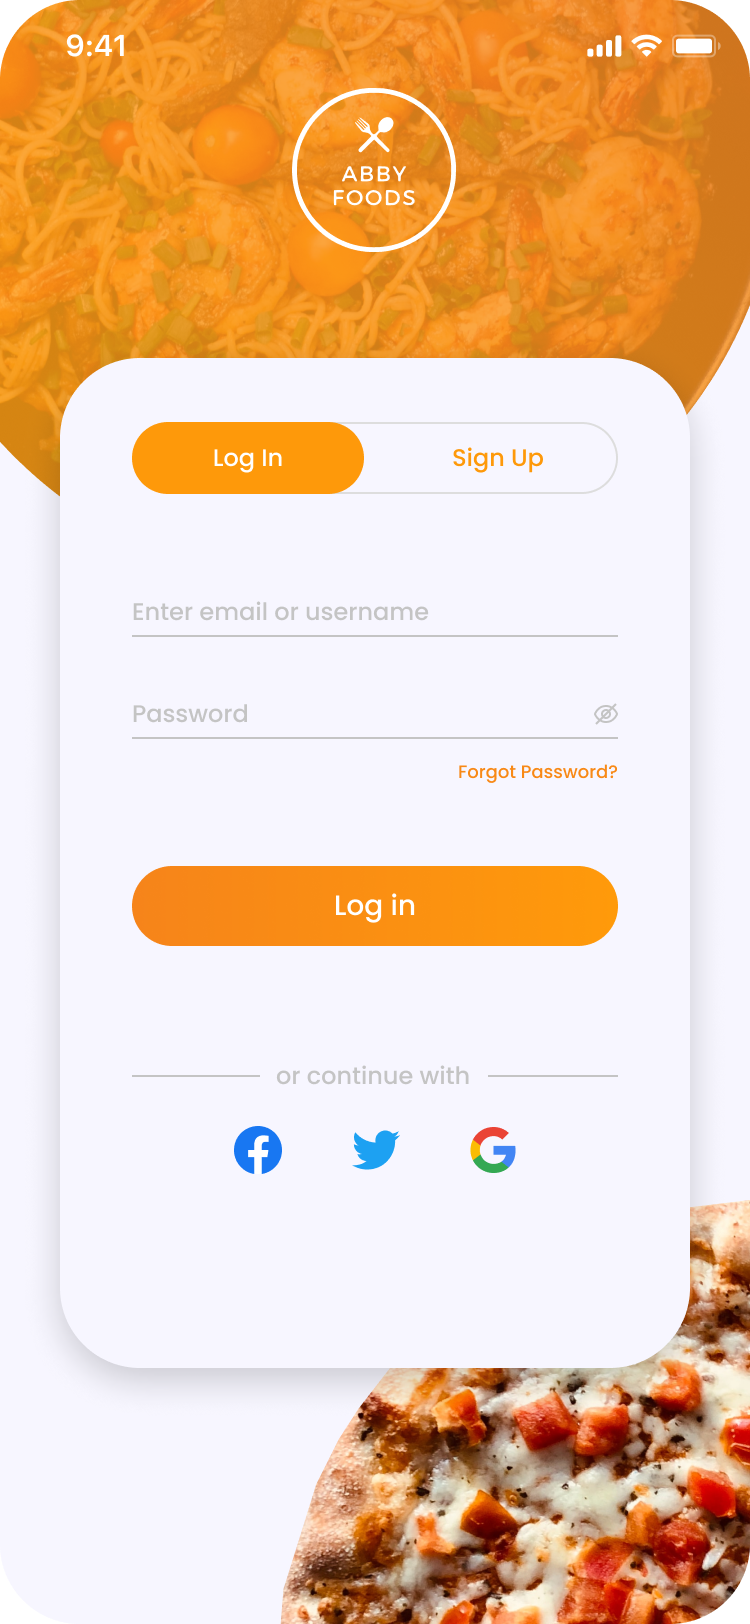 9:41
ABBY
FOODS
Log In
Sign Up
Enter email or username
Password
Forgot Password?
Log in
or continue with